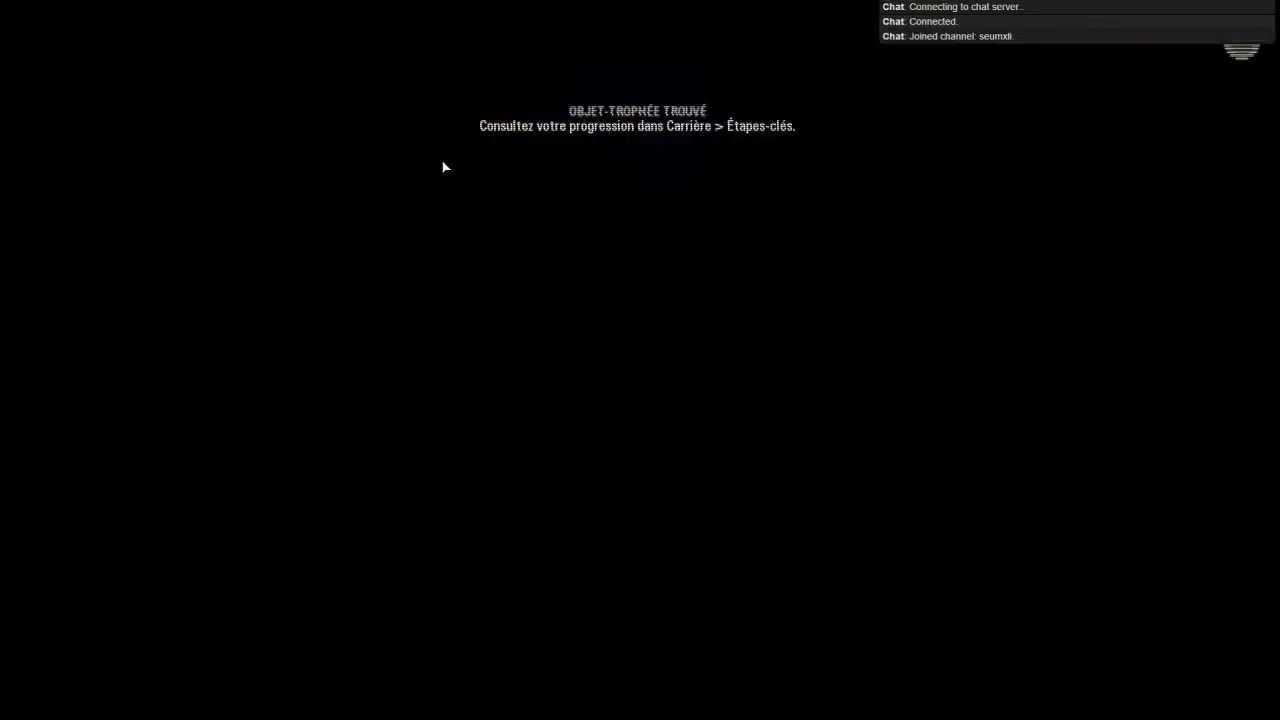 Chat: Connecting to chat server..
Chat: Connected.
Chat: Joined channel: seumxli.
OBJET-TROPHÉE TROUVÉ
Consultez votre progression dans Carrière > Étapes-clés.